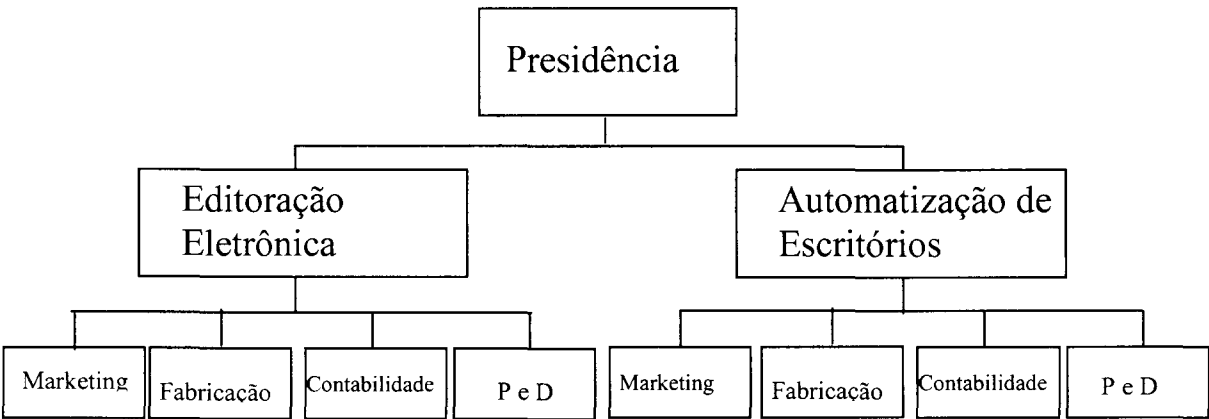 Presidência
Editoração
Eletrônica
Automatização de
Escritórios
Marketing
Fabricação
Contabilidade
P e D
Marketing
Fabricação
Contabilidade
P e D